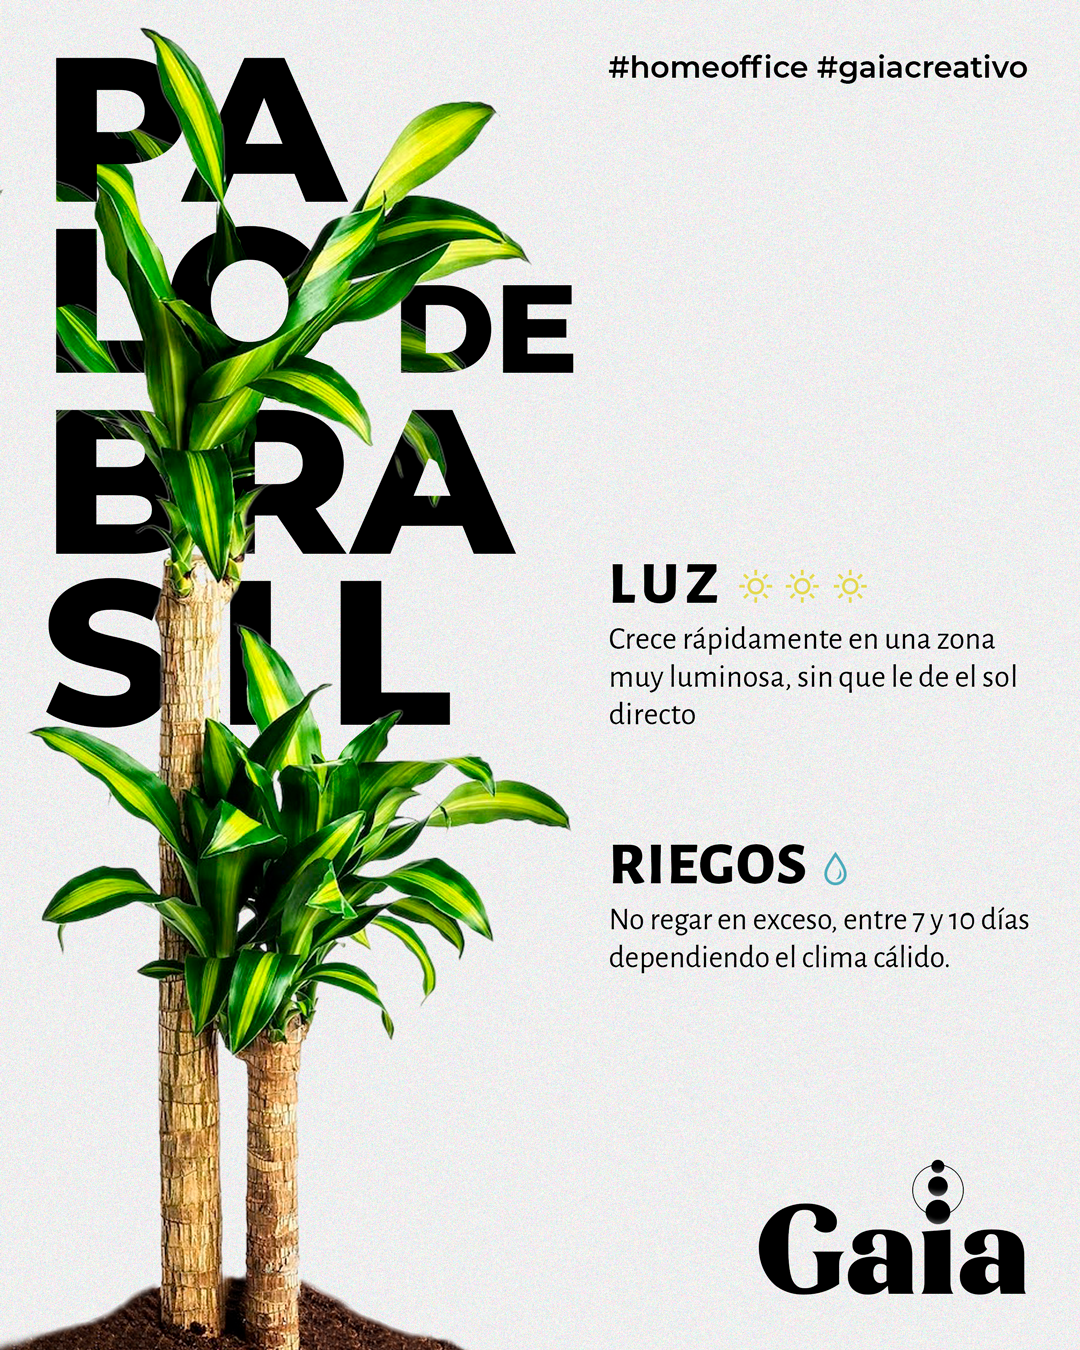 PA
LO DE
BRA
SIL
#homeoffice #gaiacreativo
LUZ
Crece rápidamente en una zona
muy luminosa, sin que le de el sol
directo
RIEGOS
No regar en exceso, entre 7 y 10 días
dependiendo el clima cálido.
Gaia